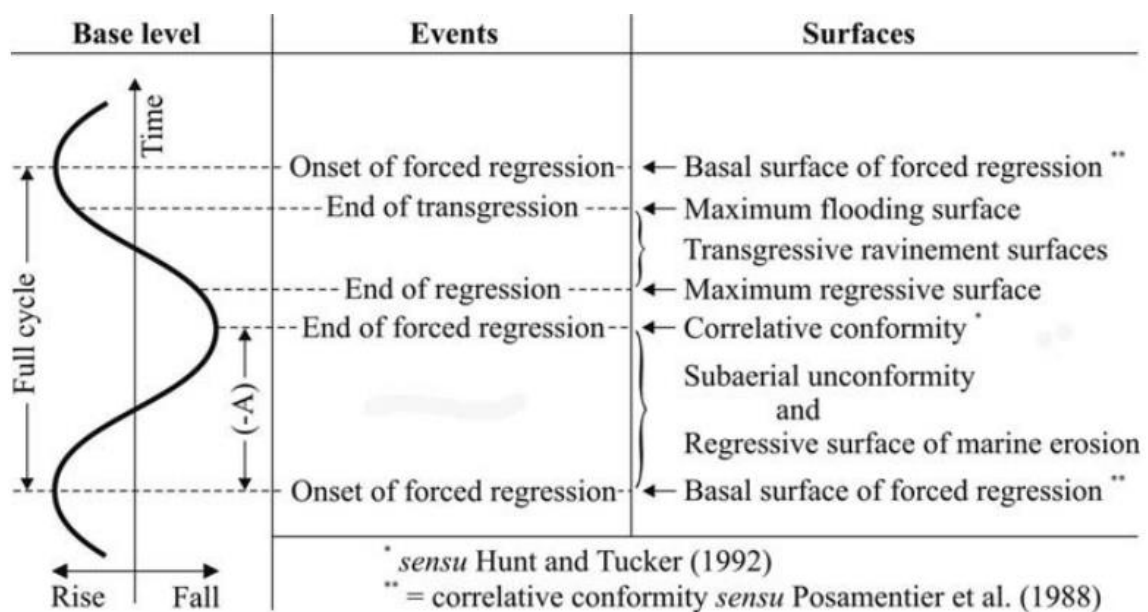 Base level Events Surfaces
Time
Onset of forced regression Basal surface of forced regression **
End of transgression Maximum flooding surface
Transgressive ravinement surfaces
End of regression Maximum regressive surface
End of forced regression Correlative conformity *
Full cycle
(-A)
Subaerial unconformity
and
Regressive surface of marine erosion
Onset of forced regression Basal surface of forced regression **
* sensu Hunt and Tucker (1992)
Rise Fall ** = correlative conformity sensu Posamentier et al. (1988)